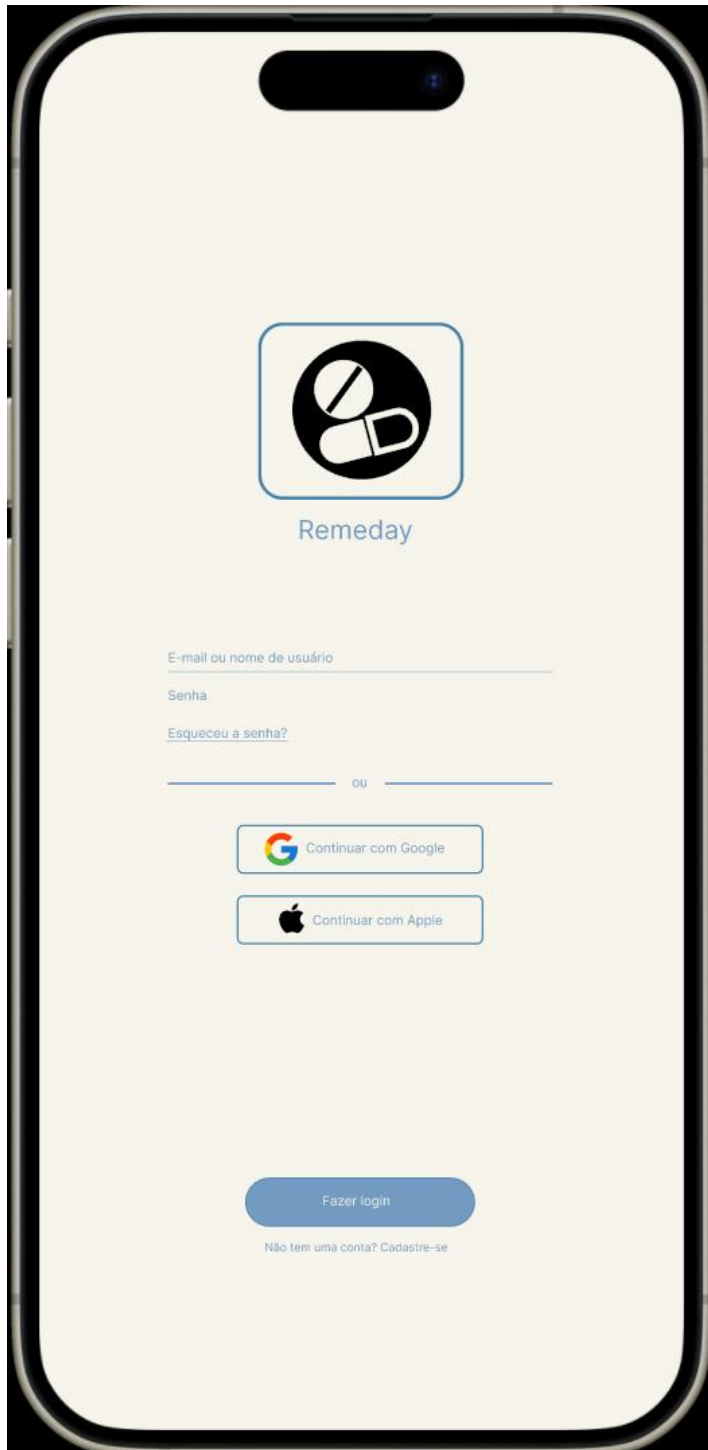 Remeday
E-mail ou nome de usuário
Senha
Esqueceu a senha?
ou
Continuar com Google
Continuar com Apple
Fazer login
Não tem uma conta? Cadastre-se